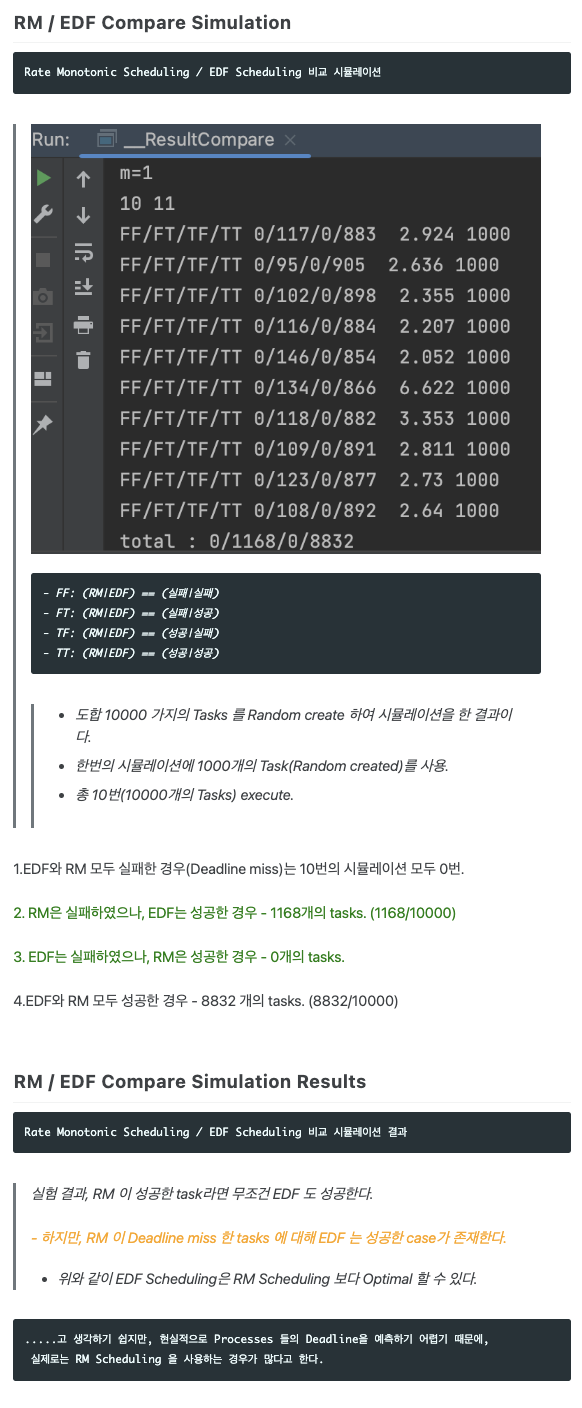 RM / EDF Compare Simulation
Rate Monotonic Scheduling / EDF Scheduling 비교 시뮬레이션
Run: __ResultCompare ×
m=1
10 11
FF/FT/TF/TT 0/117/0/883 2.924 1000
FF/FT/TF/TT 0/95/0/905 2.636 1000
FF/FT/TF/TT 0/102/0/898 2.355 1000
FF/FT/TF/TT 0/116/0/884 2.207 1000
FF/FT/TF/TT 0/146/0/854 2.052 1000
FF/FT/TF/TT 0/134/0/866 6.622 1000
FF/FT/TF/TT 0/118/0/882 3.353 1000
FF/FT/TF/TT 0/109/0/891 2.811 1000
FF/FT/TF/TT 0/123/0/877 2.73 1000
FF/FT/TF/TT 0/108/0/892 2.64 1000
total : 0/1168/0/8832
- FF: (RM|EDF) == (실패|실패)
- FT: (RM|EDF) == (실패|성공)
- TF: (RM|EDF) == (성공|실패)
- TT: (RM|EDF) == (성공|성공)
• 도합 10000 가지의 Tasks 를 Random create 하여 시뮬레이션을 한 결과이
다.
• 한번의 시뮬레이션에 1000개의 Task(Random created)를 사용.
• 총 10번(10000개의 Tasks) execute.
1.EDF와 RM 모두 실패한 경우(Deadline miss)는 10번의 시뮬레이션 모두 0번.
2. RM은 실패하였으나, EDF는 성공한 경우 - 1168개의 tasks. (1168/10000)
3. EDF는 실패하였으나, RM은 성공한 경우 - 0개의 tasks.
4.EDF와 RM 모두 성공한 경우 - 8832 개의 tasks. (8832/10000)
RM / EDF Compare Simulation Results
Rate Monotonic Scheduling / EDF Scheduling 비교 시뮬레이션 결과
실험 결과, RM 이 성공한 task라면 무조건 EDF 도 성공한다.
- 하지만, RM 이 Deadline miss 한 tasks 에 대해 EDF 는 성공한 case가 존재한다.
• 위와 같이 EDF Scheduling은 RM Scheduling 보다 Optimal 할 수 있다.
.....고 생각하기 쉽지만, 현실적으로 Processes 들의 Deadline을 예측하기 어렵기 때문에,
실제로는 RM Scheduling 을 사용하는 경우가 많다고 한다.